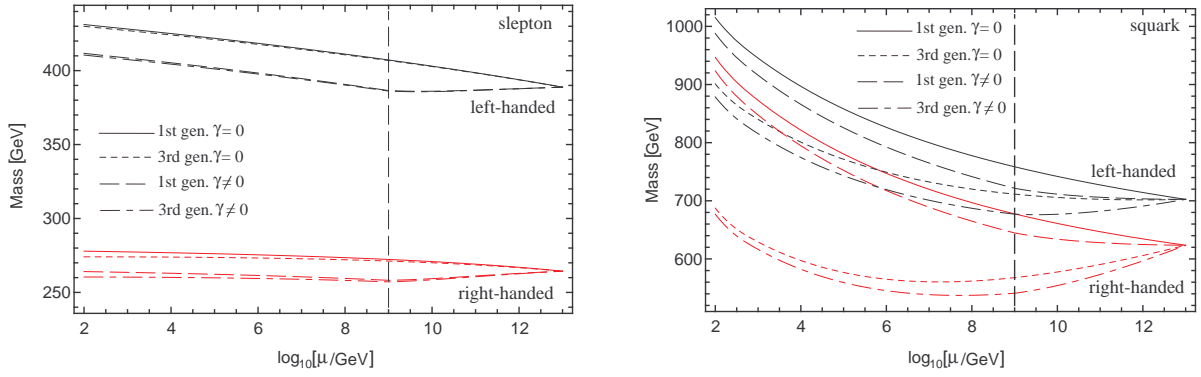 slepton
left-handed
1st gen. γ= 0
3rd gen.γ= 0
1st gen. γ≠ 0
3rd gen. γ≠ 0
right-handed
Mass [GeV]
400
350
300
250
2
4
6
8
10
12
log10[μ/GeV]
squark
1st gen. γ= 0
3rd gen. γ= 0
1st gen. γ≠ 0
3rd gen. γ≠ 0
left-handed
right-handed
Mass [GeV]
1000
900
800
700
600
2
4
6
8
10
12
log10[μ/GeV]